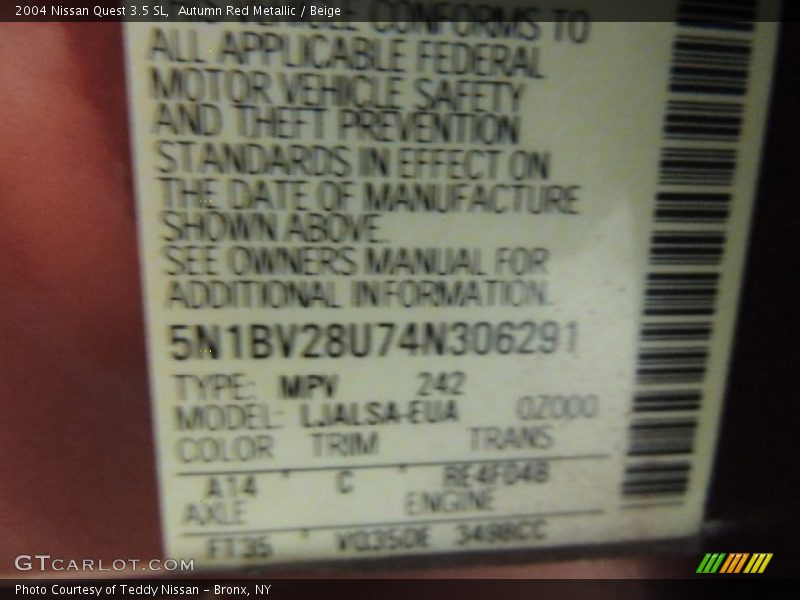 2004 Nissan Quest 3.5 SL, Autumn Red Metallic / Beige
CONFORMS TO
ALL APPLICABLE FEDERAL
MOTOR VEHICLE SAFETY
AND THEFT PREVENTION
STANDARDS IN EFFECT ON
THE DATE OF MANUFACTURE
SHOWN ABOVE.
SEE OWNERS MANUAL FOR
ADDITIONAL INFORMATION.
5N1BV28U74N306291
TYPE: MPV 242
MODEL: LJALSA-EUA 0Z000
COLOR TRIM TRANS
A14 C RE4F04B
AXLE ENGINE
FT35 VQ35DE 3498CC
GTCARLOT.COM
Photo Courtesy of Teddy Nissan - Bronx, NY